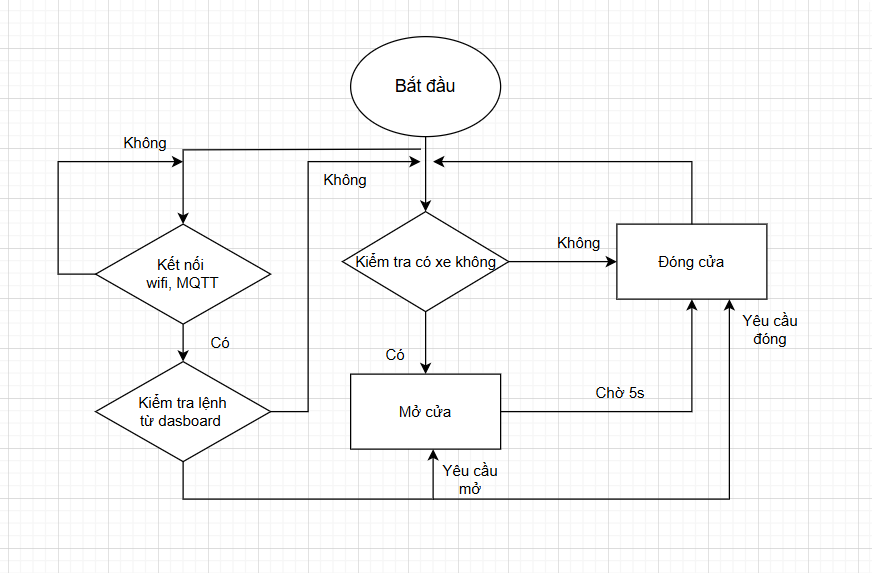 Bắt đầu
Không
Không
Kiểm tra có xe không
Không
Đóng cửa
Kết nối
wifi, MQTT
Có
Có
Yêu cầu
đóng
Kiểm tra lệnh
từ dasboard
Mở cửa
Chờ 5s
Yêu cầu
mở